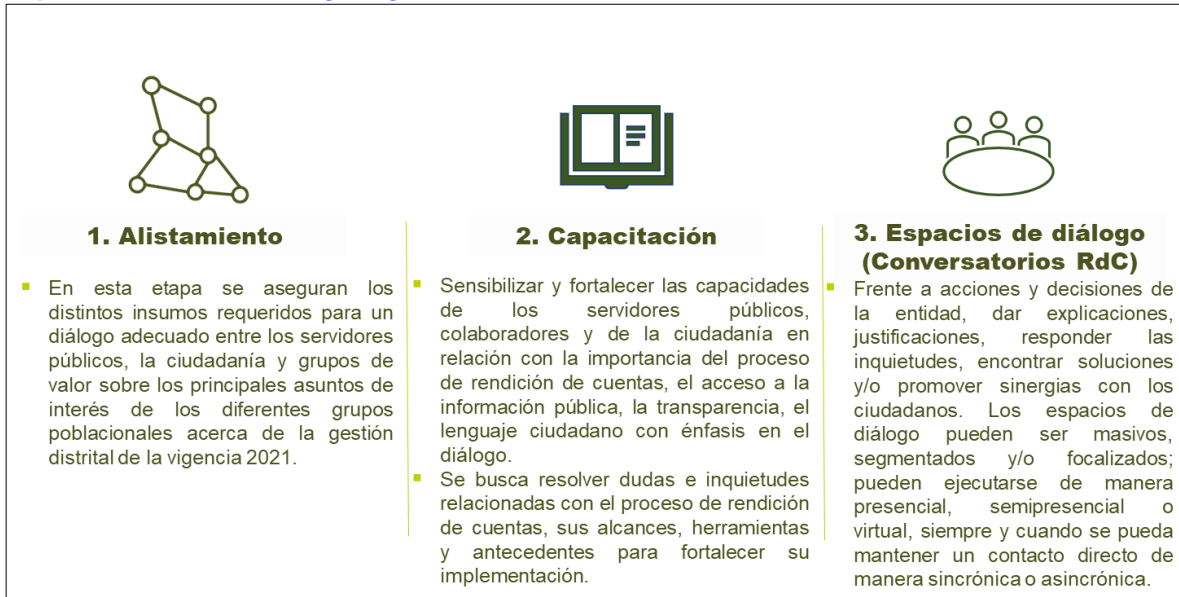 1. Alistamiento
En esta etapa se aseguran los
distintos insumos requeridos para un
diálogo adecuado entre los servidores
públicos, la ciudadanía y grupos de
valor sobre los principales asuntos de
interés de los diferentes grupos
poblacionales acerca de la gestión
distrital de la vigencia 2021.
2. Capacitación
Sensibilizar y fortalecer las capacidades
de los servidores públicos,
colaboradores y de la ciudadanía en
relación con la importancia del proceso
de rendición de cuentas, el acceso a la
información pública, la transparencia, el
lenguaje ciudadano con énfasis en el
diálogo.
Se busca resolver dudas e inquietudes
relacionadas con el proceso de rendición
de cuentas, sus alcances, herramientas
y antecedentes para fortalecer su
implementación.
3. Espacios de diálogo
(Conversatorios RdC)
Frente a acciones y decisiones de
la entidad, dar explicaciones,
justificaciones, responder las
inquietudes, encontrar soluciones
y/o promover sinergias con los
ciudadanos. Los espacios de
diálogo pueden ser masivos,
segmentados y/o focalizados;
pueden ejecutarse de manera
presencial, semipresencial o
virtual, siempre y cuando se pueda
mantener un contacto directo de
manera sincrónica o asincrónica.